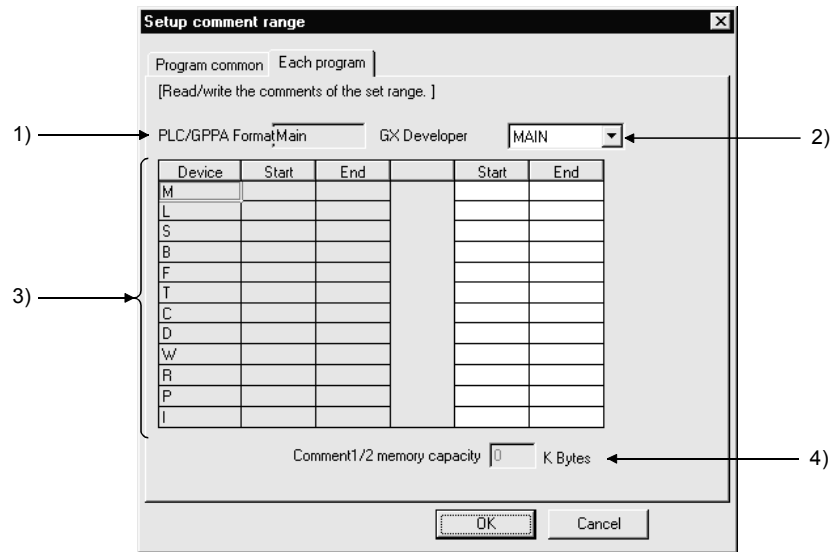 Setup comment range
Program common Each program
[Read/write the comments of the set range. ]
1) PLC/GPPA Format Main GX Developer MAIN 2)
Device Start End Start End
M
L
S
B
F
T
3)
C
D
W
R
P
I
Comment1/2 memory capacity 0 K Bytes 4)
OK Cancel